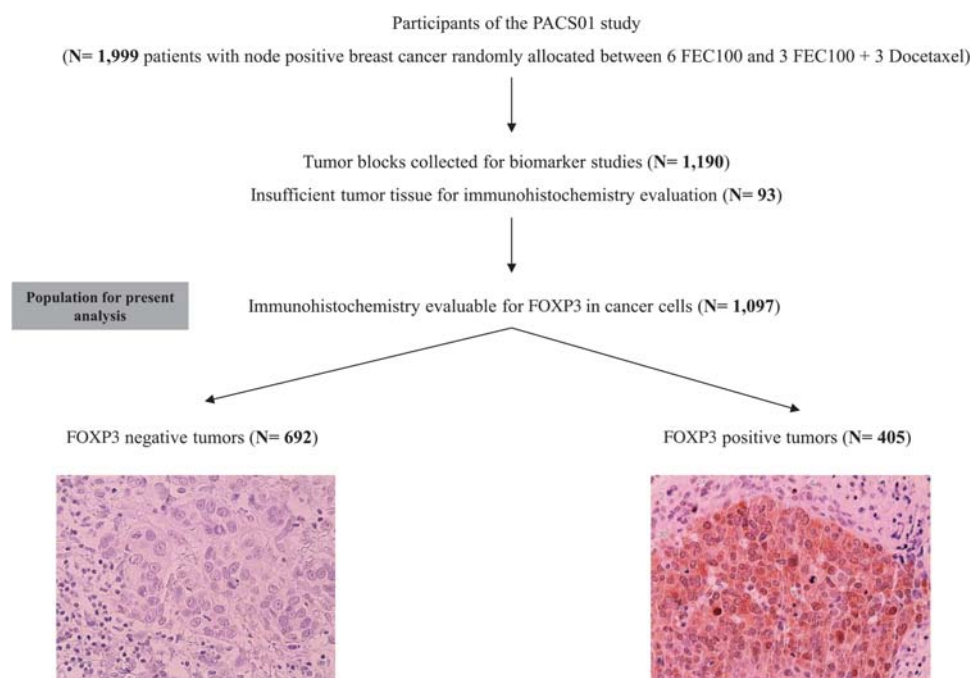 Participants of the PACS01 study
(N= 1,999 patients with node positive breast cancer randomly allocated between 6 FEC100 and 3 FEC100 + 3 Docetaxel)
Tumor blocks collected for biomarker studies (N= 1,190)
Insufficient tumor tissue for immunohistochemistry evaluation (N= 93)
Population for present
analysis
Immunohistochemistry evaluable for FOXP3 in cancer cells (N= 1,097)
FOXP3 negative tumors (N= 692)
FOXP3 positive tumors (N= 405)